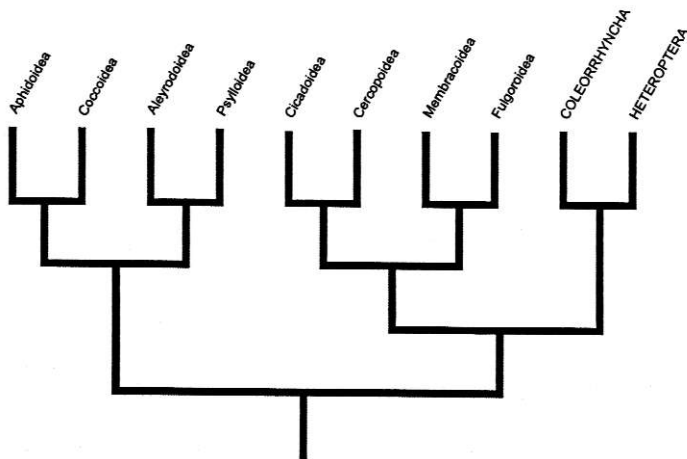 Aphidoidea
Coccoidea
Aleyrodoidea
Psylloidea
Cicadoidea
Cercopoidea
Membracoidea
Fulgoroidea
COLEORRHYNCHA
HETEROPTERA